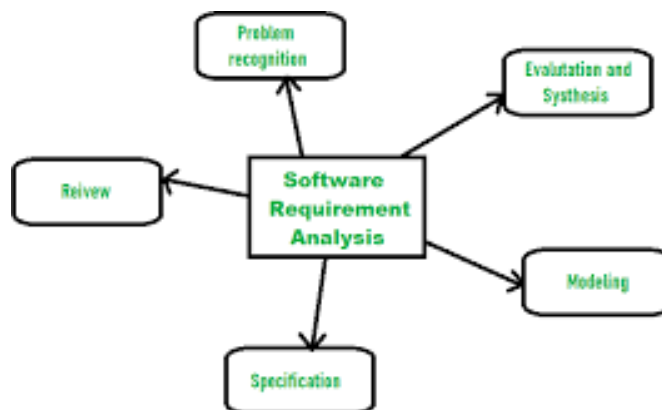 Problem
recognition
Evalutation and
Systhesis
Software
Requirement
Analysis
Reivew
Modeling
Specification